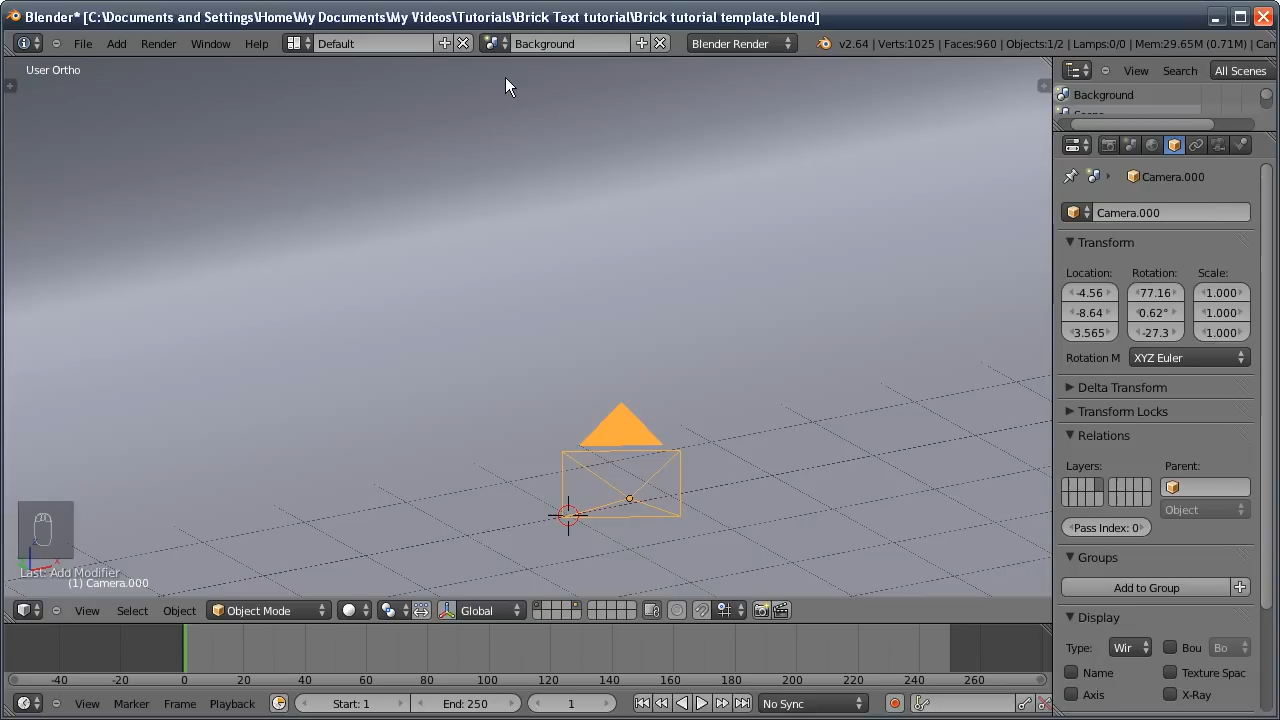 Blender* [C:\Documents and Settings\Home\My Documents\My Videos\Tutorials\Brick Text tutorial\Brick tutorial template.blend]
File Add Render Window Help Default Background Blender Render v2.64 | Verts:1025 | Faces:960 | Objects:1/2 | Lamps:0/0 | Mem:29.65M (0.71M) | Cam
User Ortho
View Search All Scenes
Background
Camera.000
Camera.000
Transform
Location: Rotation: Scale:
-4.56 77.16 1.000
-8.64 0.62° 1.000
3.565 -27.3 1.000
Rotation M XYZ Euler
Delta Transform
Transform Locks
Relations
Layers: Parent:
Object
Pass Index: 0
Groups
Add to Group
Display
Type: Wir Bou Bo
Name Texture Spac
Axis X-Ray
Last: Add Modifier
(1) Camera.000
View Select Object Object Mode Global
-40 -20 0 20 40 60 80 100 120 140 160 180 200 220 240 260
View Marker Frame Playback Start: 1 End: 250 1 No Sync